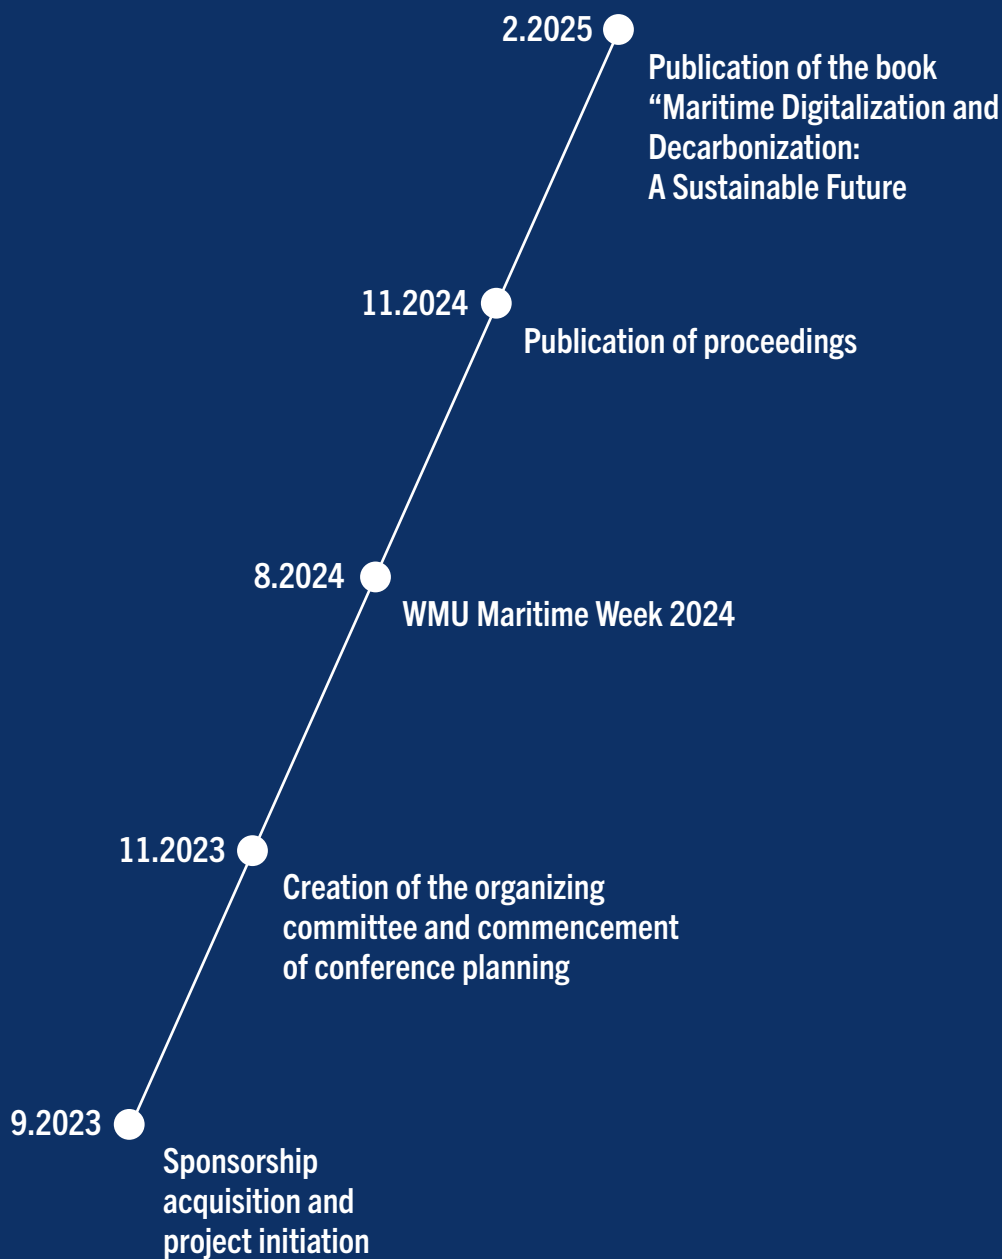 2.2025
Publication of the book
“Maritime Digitalization and
Decarbonization:
A Sustainable Future
11.2024
Publication of proceedings
8.2024
WMU Maritime Week 2024
11.2023
Creation of the organizing
committee and commencement
of conference planning
9.2023
Sponsorship
acquisition and
project initiation